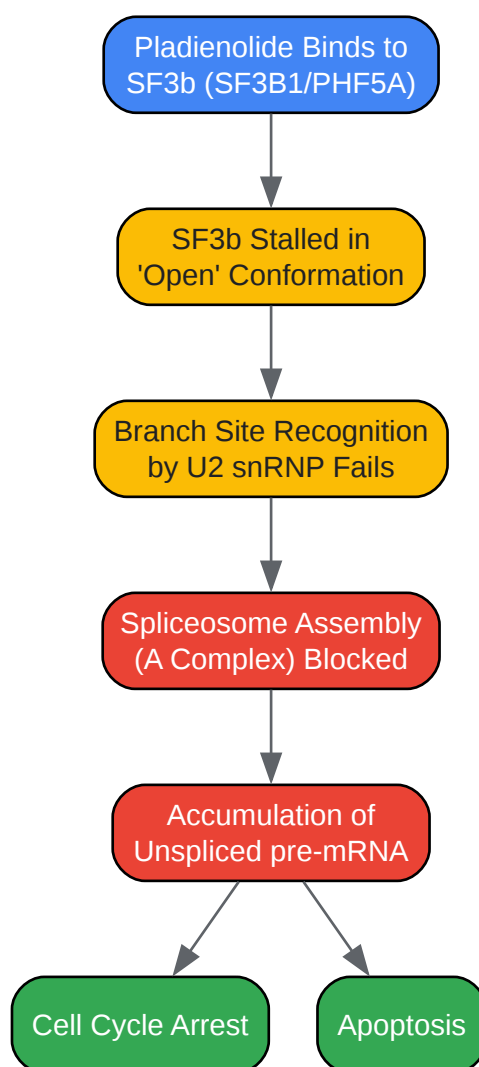 Pladienolide Binds to
SF3b (SF3B1/PHF5A)
SF3b Stalled in
'Open' Conformation
Branch Site Recognition
by U2 snRNP Fails
Spliceosome Assembly
(A Complex) Blocked
Accumulation of
Unspliced pre-mRNA
Cell Cycle Arrest
Apoptosis